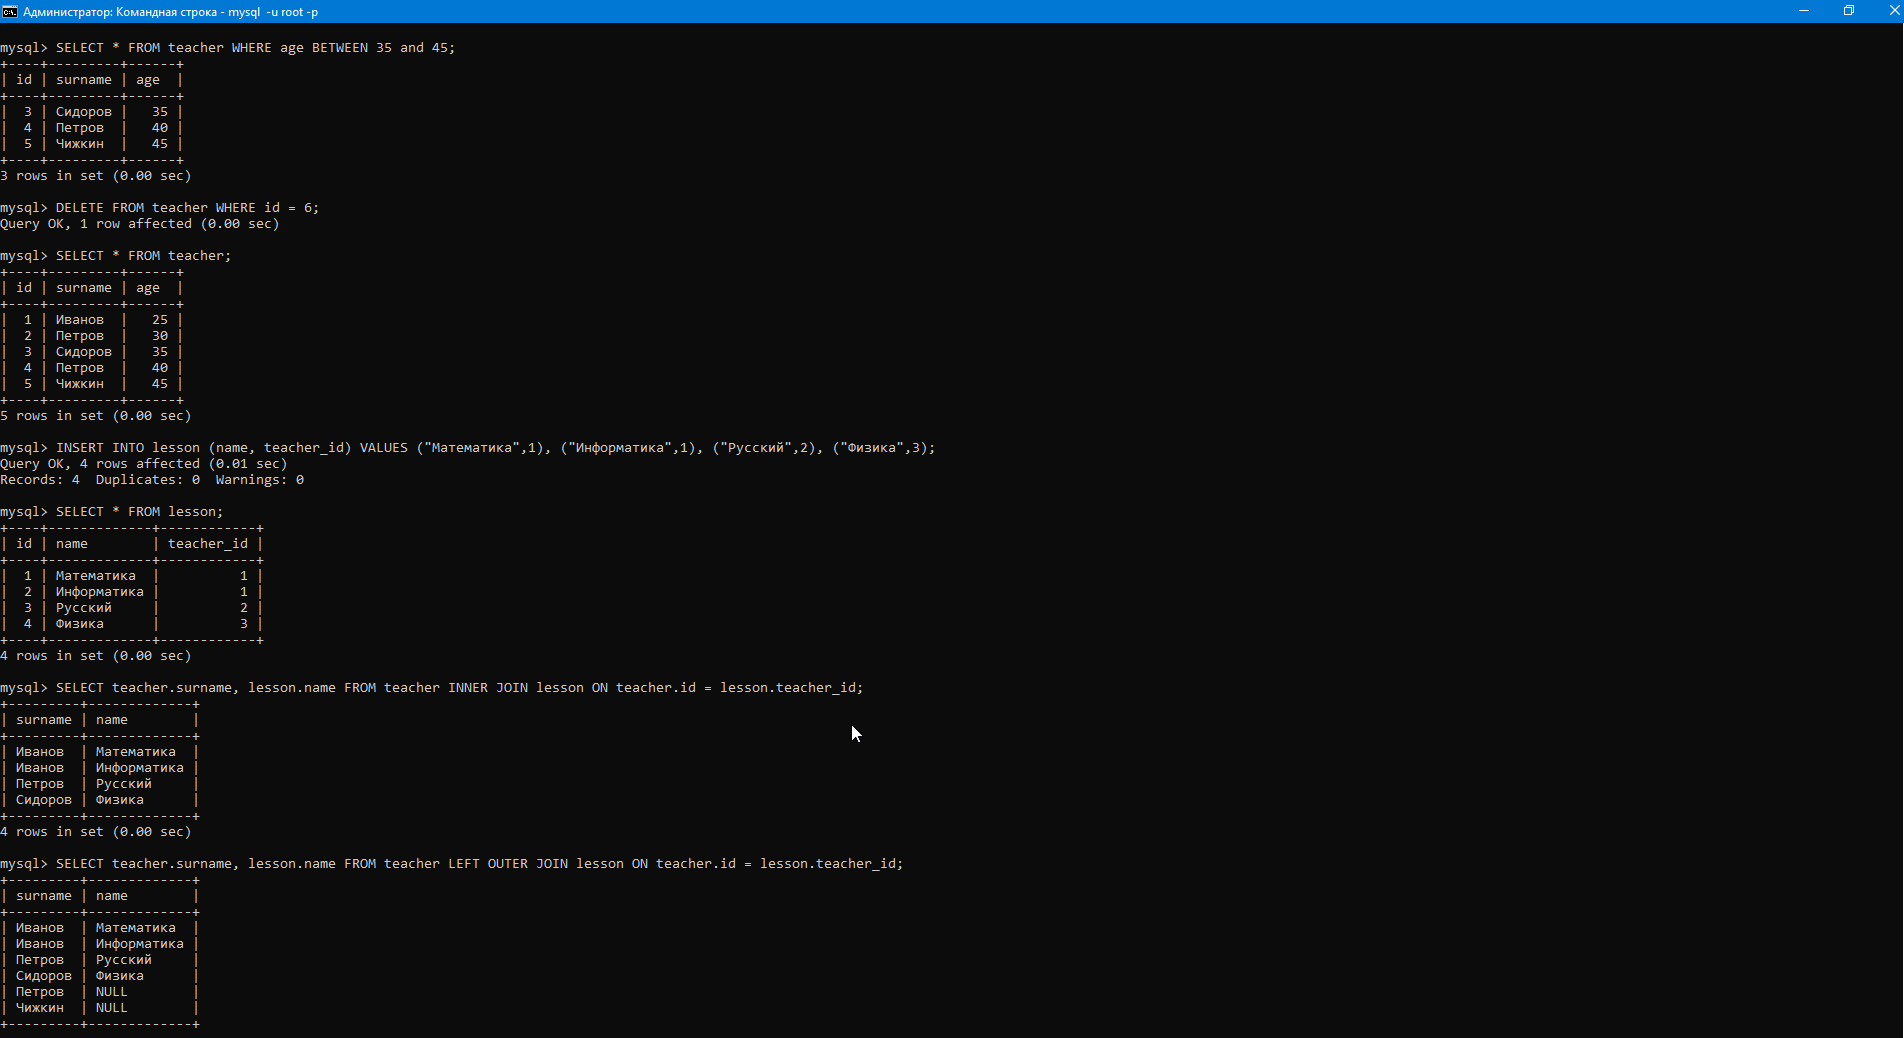 Администратор: Командная строка - mysql  -u root -p
mysql> SELECT * FROM teacher WHERE age BETWEEN 35 and 45;
+----+---------+------+
| id | surname | age  |
+----+---------+------+
|  3 | Сидоров |   35 |
|  4 | Петров  |   40 |
|  5 | Чижкин  |   45 |
+----+---------+------+
3 rows in set (0.00 sec)
mysql> DELETE FROM teacher WHERE id = 6;
Query OK, 1 row affected (0.00 sec)
mysql> SELECT * FROM teacher;
+----+---------+------+
| id | surname | age  |
+----+---------+------+
|  1 | Иванов  |   25 |
|  2 | Петров  |   30 |
|  3 | Сидоров |   35 |
|  4 | Петров  |   40 |
|  5 | Чижкин  |   45 |
+----+---------+------+
5 rows in set (0.00 sec)
mysql> INSERT INTO lesson (name, teacher_id) VALUES ("Математика",1), ("Информатика",1), ("Русский",2), ("Физика",3);
Query OK, 4 rows affected (0.01 sec)
Records: 4  Duplicates: 0  Warnings: 0
mysql> SELECT * FROM lesson;
+----+-------------+------------+
| id | name        | teacher_id |
+----+-------------+------------+
|  1 | Математика  |          1 |
|  2 | Информатика |          1 |
|  3 | Русский     |          2 |
|  4 | Физика      |          3 |
+----+-------------+------------+
4 rows in set (0.00 sec)
mysql> SELECT teacher.surname, lesson.name FROM teacher INNER JOIN lesson ON teacher.id = lesson.teacher_id;
+---------+-------------+
| surname | name        |
+---------+-------------+
| Иванов  | Математика  |
| Иванов  | Информатика |
| Петров  | Русский     |
| Сидоров | Физика      |
+---------+-------------+
4 rows in set (0.00 sec)
mysql> SELECT teacher.surname, lesson.name FROM teacher LEFT OUTER JOIN lesson ON teacher.id = lesson.teacher_id;
+---------+-------------+
| surname | name        |
+---------+-------------+
| Иванов  | Математика  |
| Иванов  | Информатика |
| Петров  | Русский     |
| Сидоров | Физика      |
| Петров  | NULL        |
| Чижкин  | NULL        |
+---------+-------------+